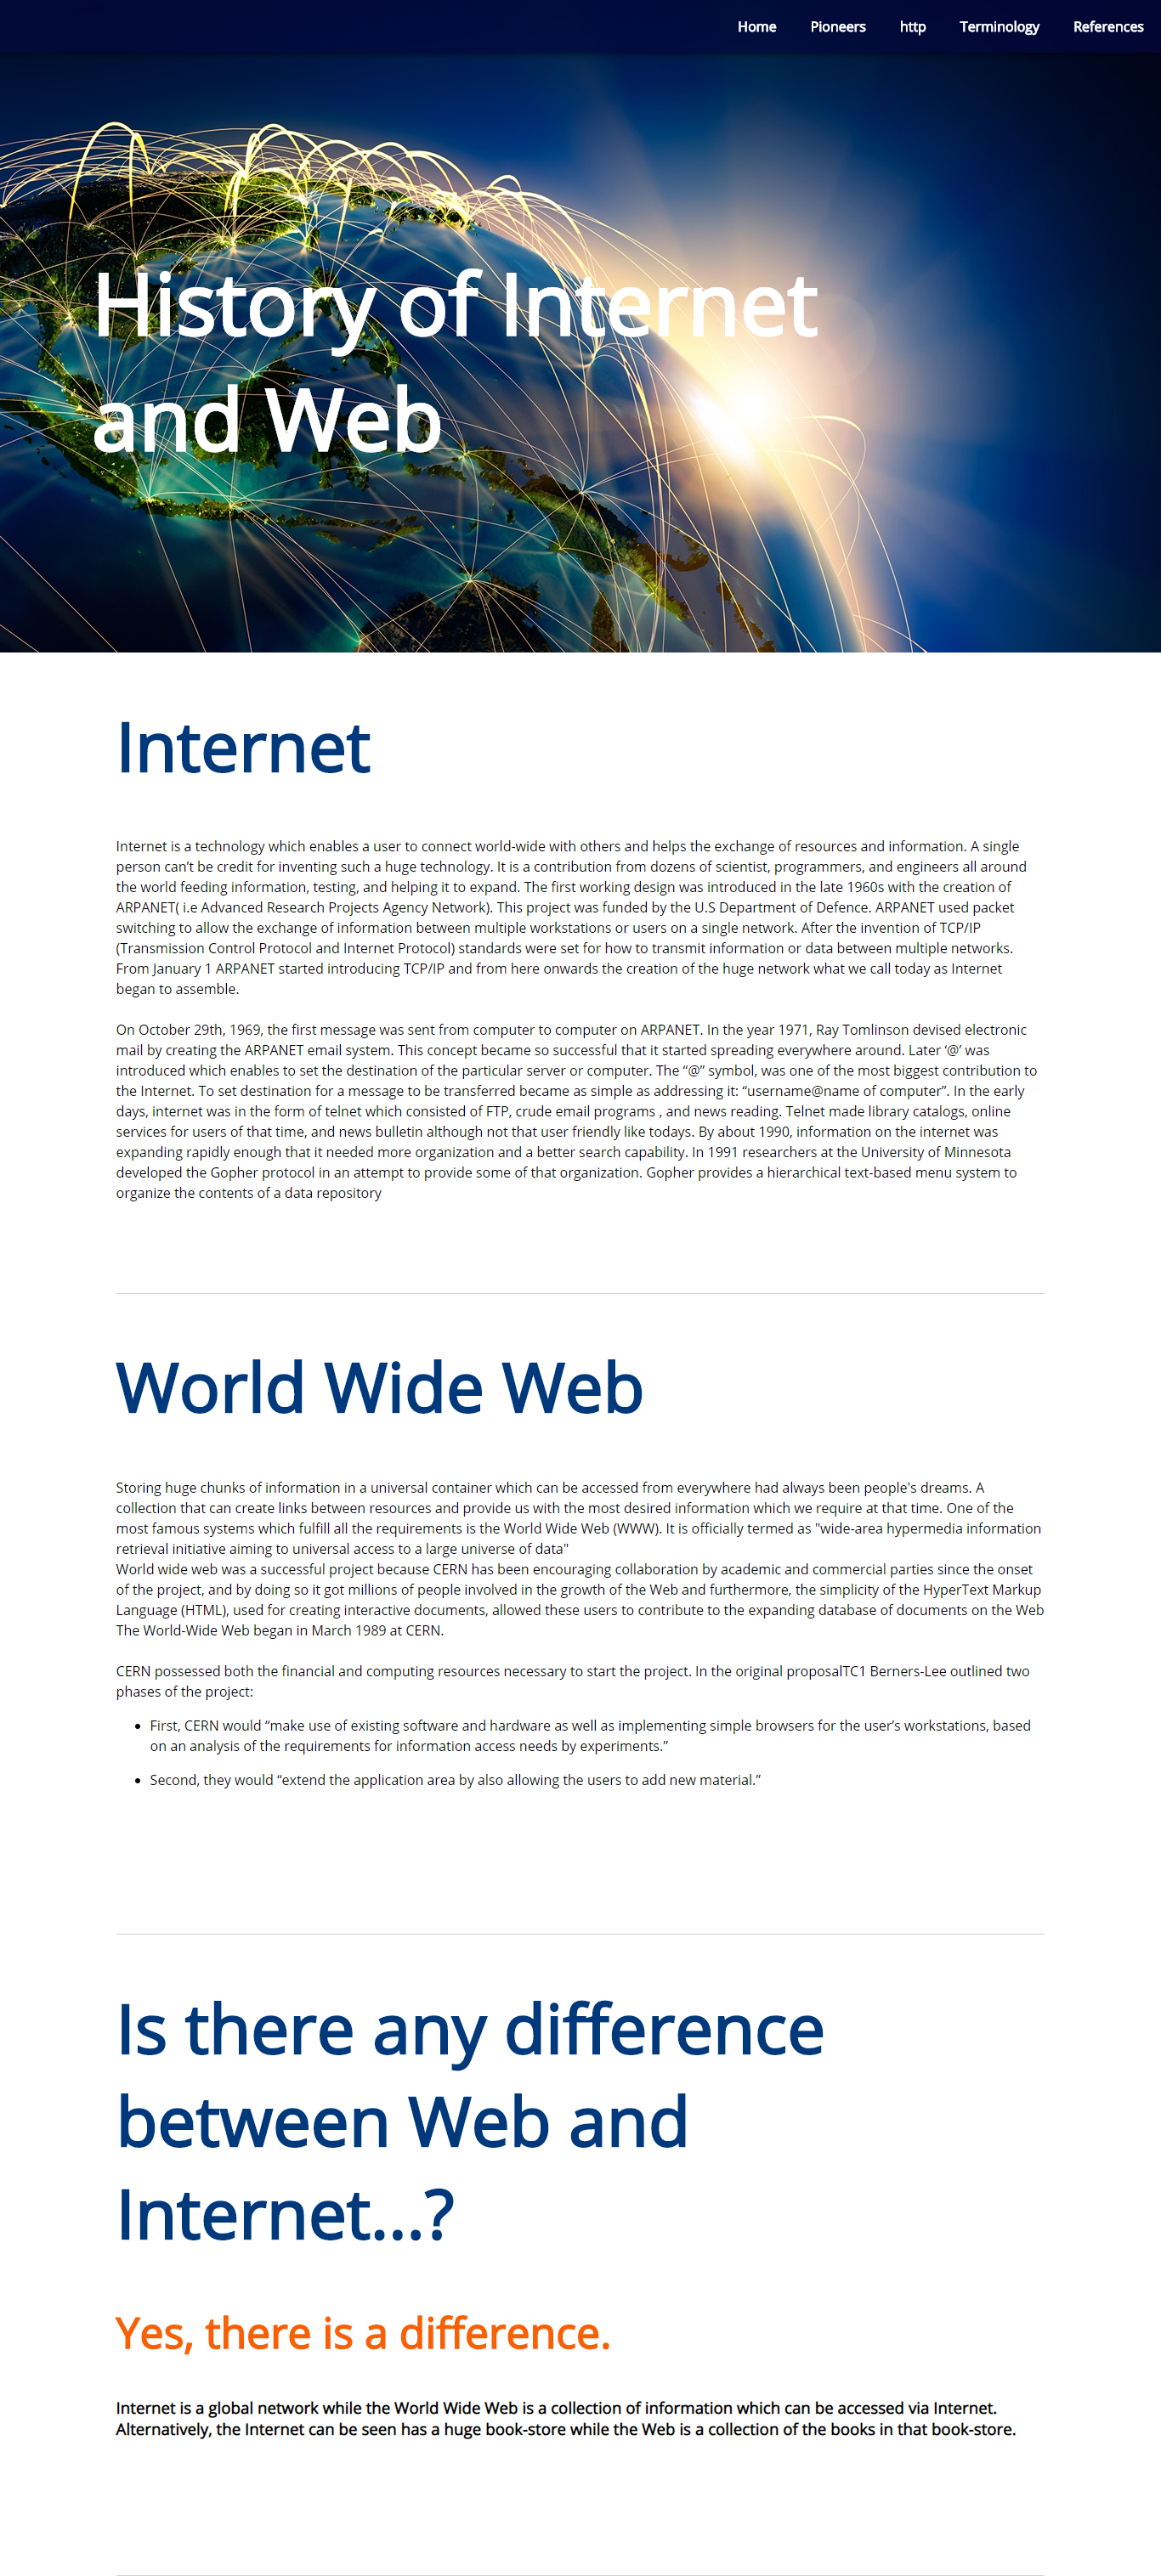 Home Pioneers http Terminology References
History of Internet
and Web
Internet
Internet is a technology which enables a user to connect world-wide with others and helps the exchange of resources and information. A single
person can’t be credit for inventing such a huge technology. It is a contribution from dozens of scientist, programmers, and engineers all around
the world feeding information, testing, and helping it to expand. The first working design was introduced in the late 1960s with the creation of
ARPANET( i.e Advanced Research Projects Agency Network). This project was funded by the U.S Department of Defence. ARPANET used packet
switching to allow the exchange of information between multiple workstations or users on a single network. After the invention of TCP/IP
(Transmission Control Protocol and Internet Protocol) standards were set for how to transmit information or data between multiple networks.
From January 1 ARPANET started introducing TCP/IP and from here onwards the creation of the huge network what we call today as Internet
began to assemble.
On October 29th, 1969, the first message was sent from computer to computer on ARPANET. In the year 1971, Ray Tomlinson devised electronic
mail by creating the ARPANET email system. This concept became so successful that it started spreading everywhere around. Later ‘@’ was
introduced which enables to set the destination of the particular server or computer. The “@” symbol, was one of the most biggest contribution to
the Internet. To set destination for a message to be transferred became as simple as addressing it: “username@name of computer”. In the early
days, internet was in the form of telnet which consisted of FTP, crude email programs , and news reading. Telnet made library catalogs, online
services for users of that time, and news bulletin although not that user friendly like todays. By about 1990, information on the internet was
expanding rapidly enough that it needed more organization and a better search capability. In 1991 researchers at the University of Minnesota
developed the Gopher protocol in an attempt to provide some of that organization. Gopher provides a hierarchical text-based menu system to
organize the contents of a data repository
World Wide Web
Storing huge chunks of information in a universal container which can be accessed from everywhere had always been people's dreams. A
collection that can create links between resources and provide us with the most desired information which we require at that time. One of the
most famous systems which fulfill all the requirements is the World Wide Web (WWW). It is officially termed as "wide-area hypermedia information
retrieval initiative aiming to universal access to a large universe of data"
World wide web was a successful project because CERN has been encouraging collaboration by academic and commercial parties since the onset
of the project, and by doing so it got millions of people involved in the growth of the Web and furthermore, the simplicity of the HyperText Markup
Language (HTML), used for creating interactive documents, allowed these users to contribute to the expanding database of documents on the Web
The World-Wide Web began in March 1989 at CERN.
CERN possessed both the financial and computing resources necessary to start the project. In the original proposalTC1 Berners-Lee outlined two
phases of the project:
• First, CERN would “make use of existing software and hardware as well as implementing simple browsers for the user’s workstations, based
on an analysis of the requirements for information access needs by experiments.”
• Second, they would “extend the application area by also allowing the users to add new material.”
Is there any difference
between Web and
Internet...?
Yes, there is a difference.
Internet is a global network while the World Wide Web is a collection of information which can be accessed via Internet.
Alternatively, the Internet can be seen has a huge book-store while the Web is a collection of the books in that book-store.